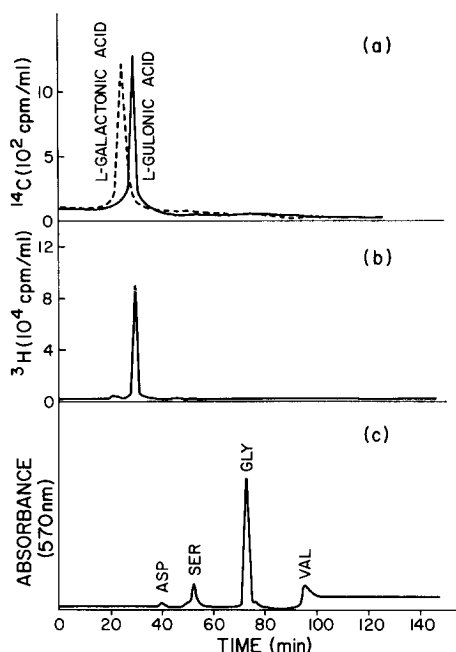 (a)
L-GALACTONIC ACID
L-GULONIC ACID
¹⁴C (10² cpm/ml)
10
5
0
(b)
³H (10⁴ cpm/ml)
12
8
4
0
(c)
ABSORBANCE
(570nm)
ASP
SER
GLY
VAL
0 20 40 60 80 100 120 140
TIME (min)